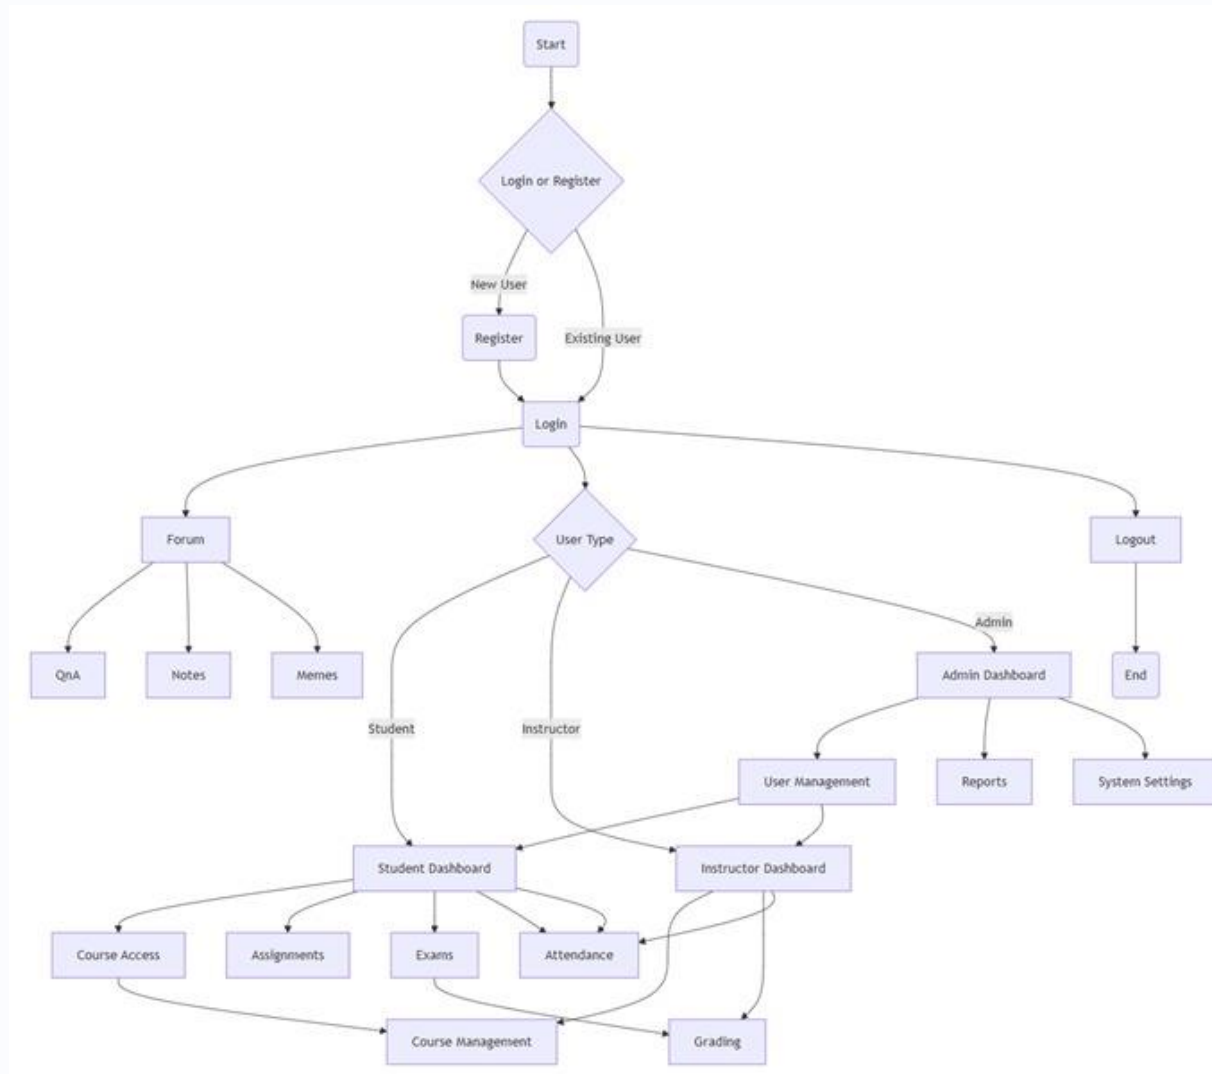 Start
Login or Register
New User
Register
Existing User
Login
Forum
User Type
Logout
Admin
QnA
Notes
Memes
Admin Dashboard
End
Student
Instructor
User Management
Reports
System Settings
Student Dashboard
Instructor Dashboard
Course Access
Assignments
Exams
Attendance
Course Management
Grading